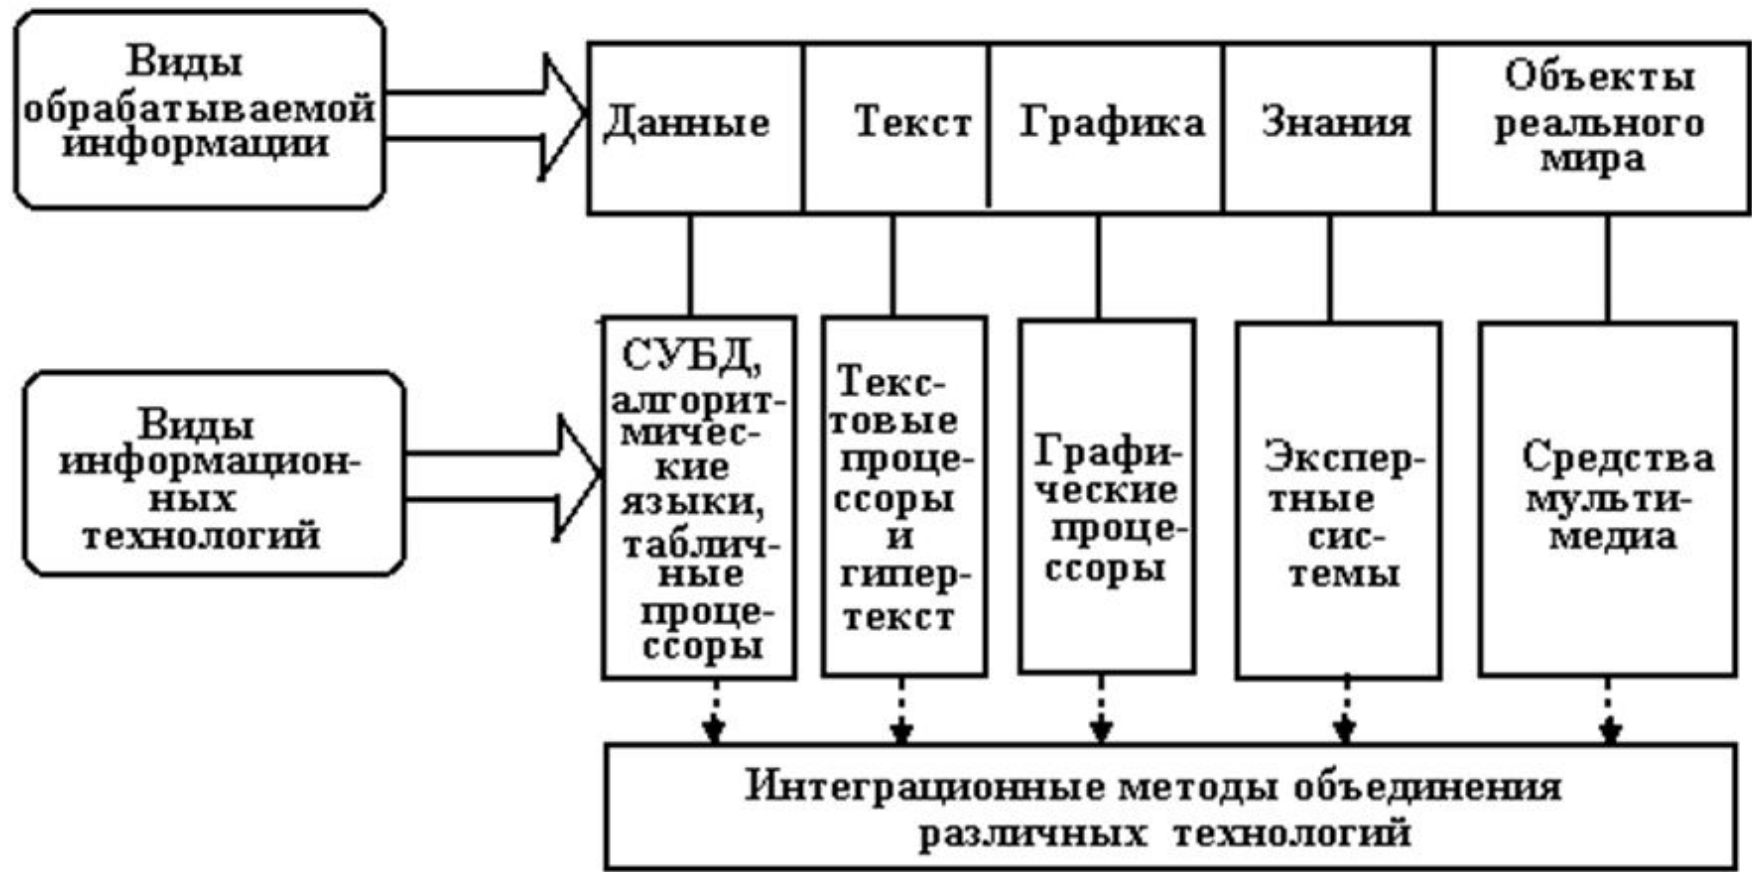 Виды
обрабатываемой
информации
Данные
Текст
Графика
Знания
Объекты
реального
мира
Виды
информацион-
ных
технологий
СУБД,
алгорит-
мичес-
кие
языки,
таблич-
ные
проце-
ссоры
Текс-
товые
проце-
ссоры
и
гипер-
текст
Графи-
ческие
проце-
ссоры
Экспер-
тные
сис-
темы
Средства
мульти-
медиа
Интеграционные методы объединения
различных технологий